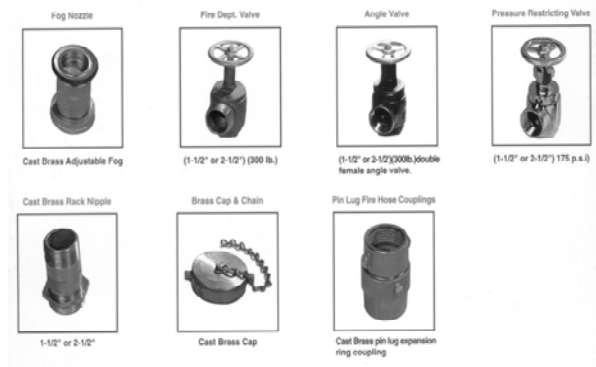 Fog Nozzle
Fire Dept. Valve
Angle Valve
Pressure Restricting Valve
Cast Brass Adjustable Fog
(1-1/2" or 2-1/2") (300 lb.)
(1-1/2" or 2-1/2')(300lb.)double
female angle valve.
(1-1/2" or 2-1/2") 175 p.s.i)
Cast Brass Rack Nipple
Brass Cap & Chain
Pin Lug Fire Hose Couplings
1-1/2" or 2-1/2"
Cast Brass Cap
Cast Brass pin lug expansion
ring coupling